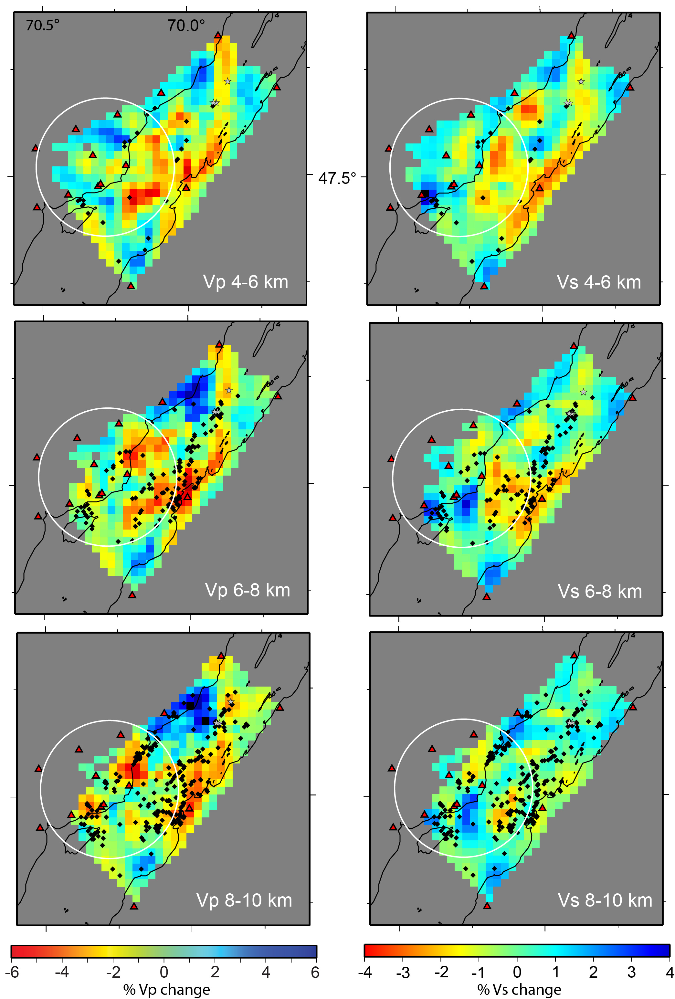 70.5°
70.0°
47.5°
Vp 4-6 km
Vs 4-6 km
Vp 6-8 km
Vs 6-8 km
Vp 8-10 km
Vs 8-10 km
-6 -4 -2 0 2 4 6
% Vp change
-4 -3 -2 -1 0 1 2 3 4
% Vs change